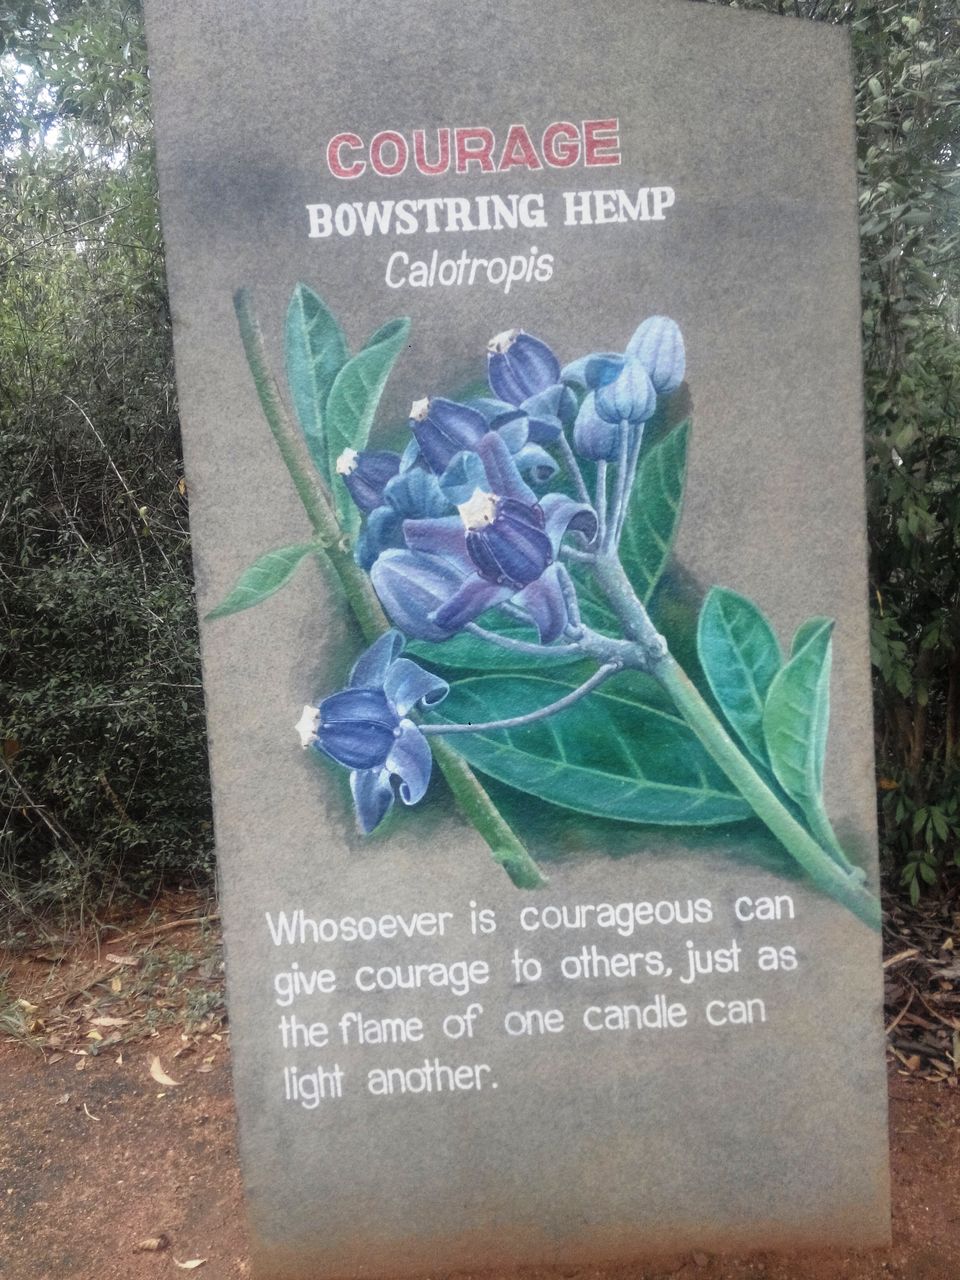 COURAGE
BOWSTRING HEMP
Calotropis
Whosoever is courageous can
give courage to others, just as
the flame of one candle can
light another.